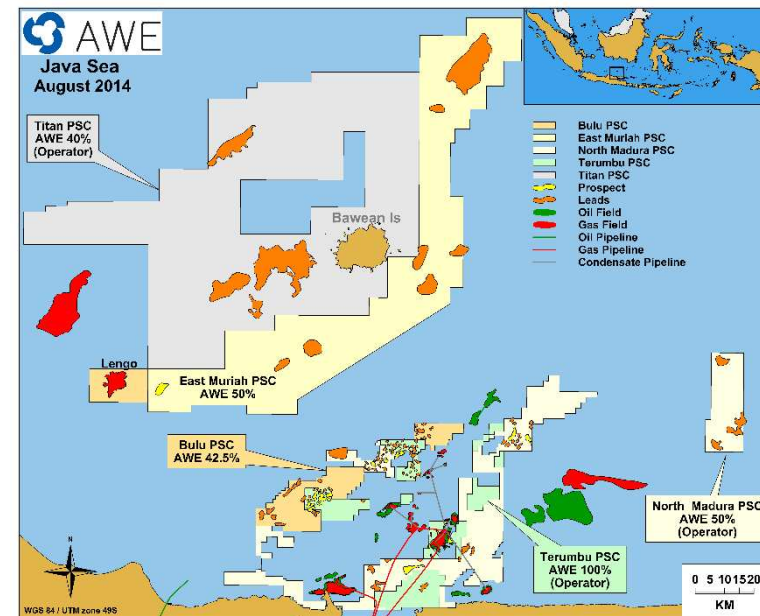 AWE
Java Sea
August 2014
Titan PSC
AWE 40%
(Operator)
Bawean Is
Bulu PSC
East Muriah PSC
North Madura PSC
Terumbu PSC
Titan PSC
Prospect
Leads
Oil Field
Gas Field
Oil Pipeline
Gas Pipeline
Condensate Pipeline
Lengo
East Muriah PSC
AWE 50%
Bulu PSC
AWE 42.5%
North Madura PSC
AWE 50%
(Operator)
Terumbu PSC
AWE 100%
(Operator)
N
WGS 84 / UTM zone 49S
0 5 10 15 20
KM